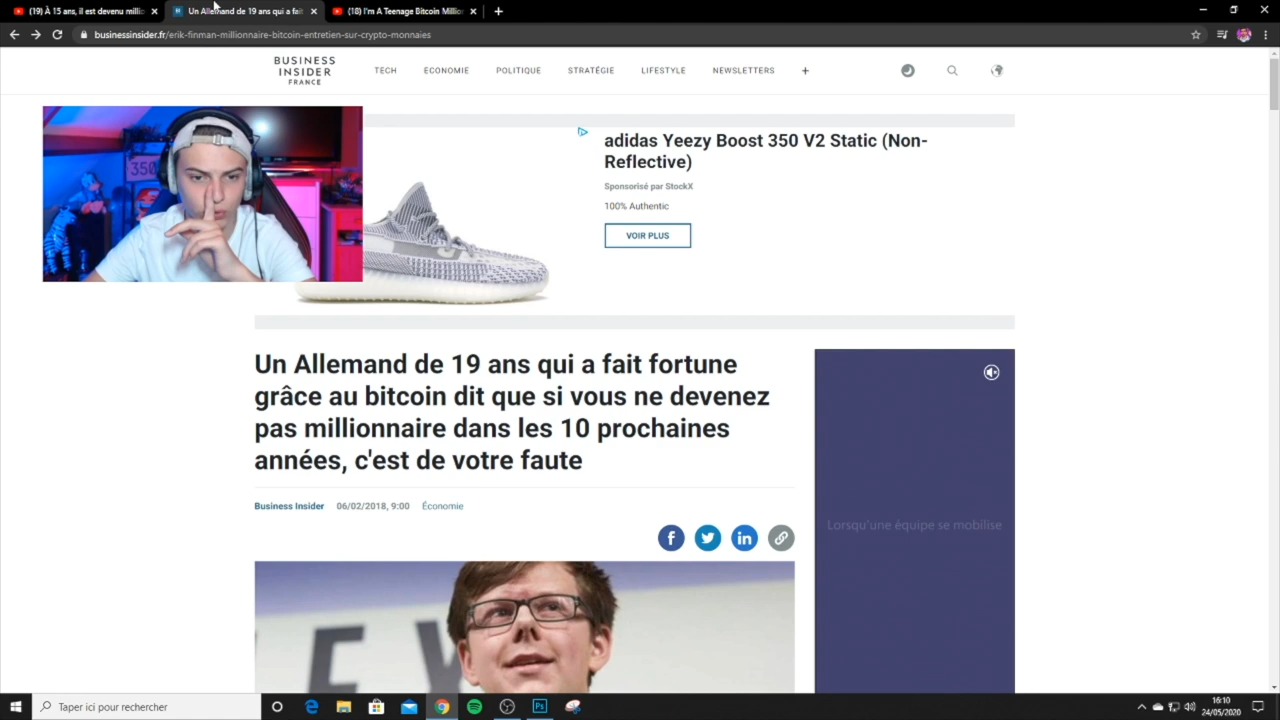 (19) À 15 ans, il est devenu millio
Un Allemand de 19 ans qui a fait
(18) I'm A Teenage Bitcoin Million
businessinsider.fr/erik-finman-millionnaire-bitcoin-entretien-sur-crypto-monnaies
BUSINESS
INSIDER
FRANCE
TECH ECONOMIE POLITIQUE STRATÉGIE LIFESTYLE NEWSLETTERS +
350
adidas Yeezy Boost 350 V2 Static (Non-
Reflective)
Sponsorisé par StockX
100% Authentic
VOIR PLUS
Un Allemand de 19 ans qui a fait fortune
grâce au bitcoin dit que si vous ne devenez
pas millionnaire dans les 10 prochaines
années, c'est de votre faute
Business Insider 06/02/2018, 9:00 Économie
Lorsqu'une équipe se mobilise
Taper ici pour rechercher
16:10
24/05/2020